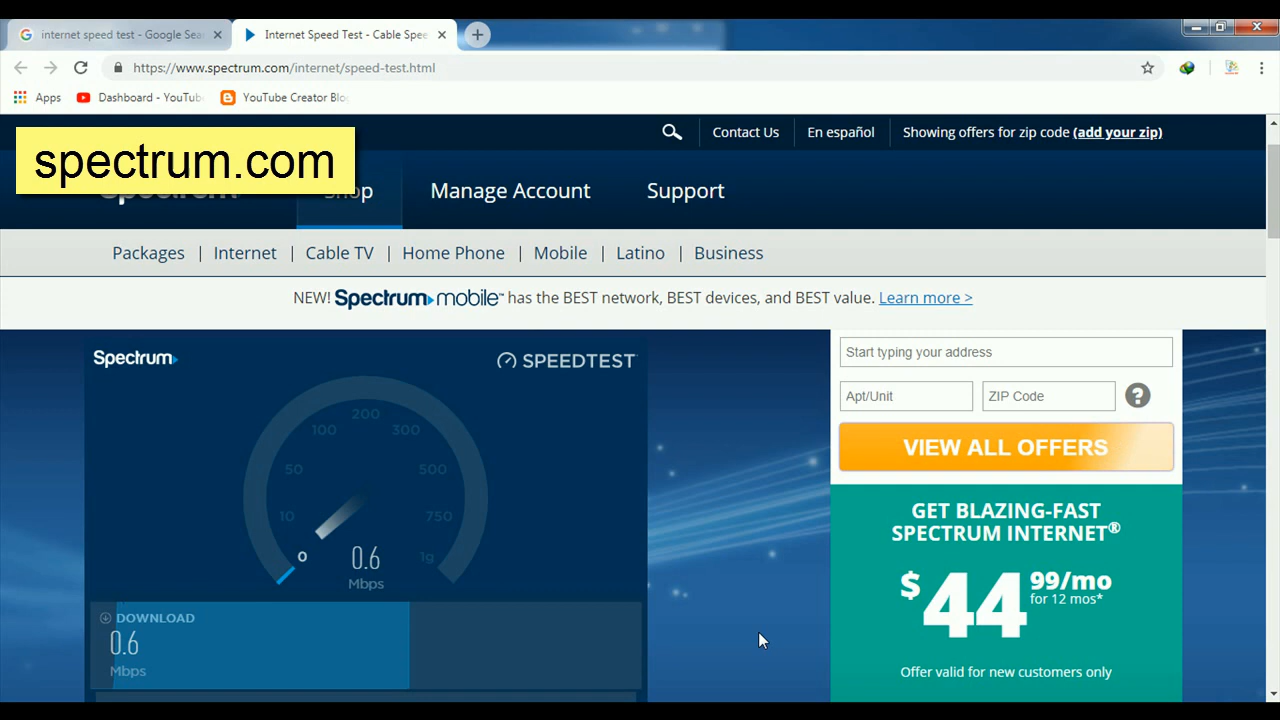 internet speed test - Google Sea
Internet Speed Test - Cable Spee
https://www.spectrum.com/internet/speed-test.html
Apps
Dashboard - YouTub
YouTube Creator Blo
Contact Us
En español
Showing offers for zip code (add your zip)
spectrum.com
Spectrum
Shop
Manage Account
Support
Packages | Internet | Cable TV | Home Phone | Mobile | Latino | Business
NEW! Spectrum mobile™ has the BEST network, BEST devices, and BEST value. Learn more >
Spectrum
SPEEDTEST
Start typing your address
Apt/Unit
ZIP Code
?
VIEW ALL OFFERS
200
100
300
50
500
10
750
0
1g
0.6
Mbps
DOWNLOAD
0.6
Mbps
GET BLAZING-FAST
SPECTRUM INTERNET®
$44 99/mo
for 12 mos*
Offer valid for new customers only